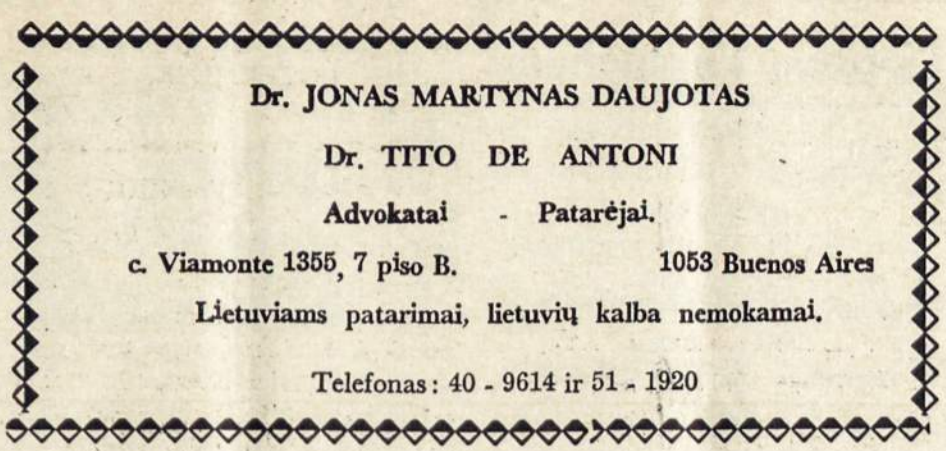 Dr. JONAS MARTYNAS DAUJOTAS
Dr. TITO DE ANTONI
Advokatai - Patarėjai.
c. Viamonte 1355, 7 piso B. 1053 Buenos Aires
Lietuviams patarimai, lietuvių kalba nemokamai.
Telefonas: 40 - 9614 ir 51 - 1920